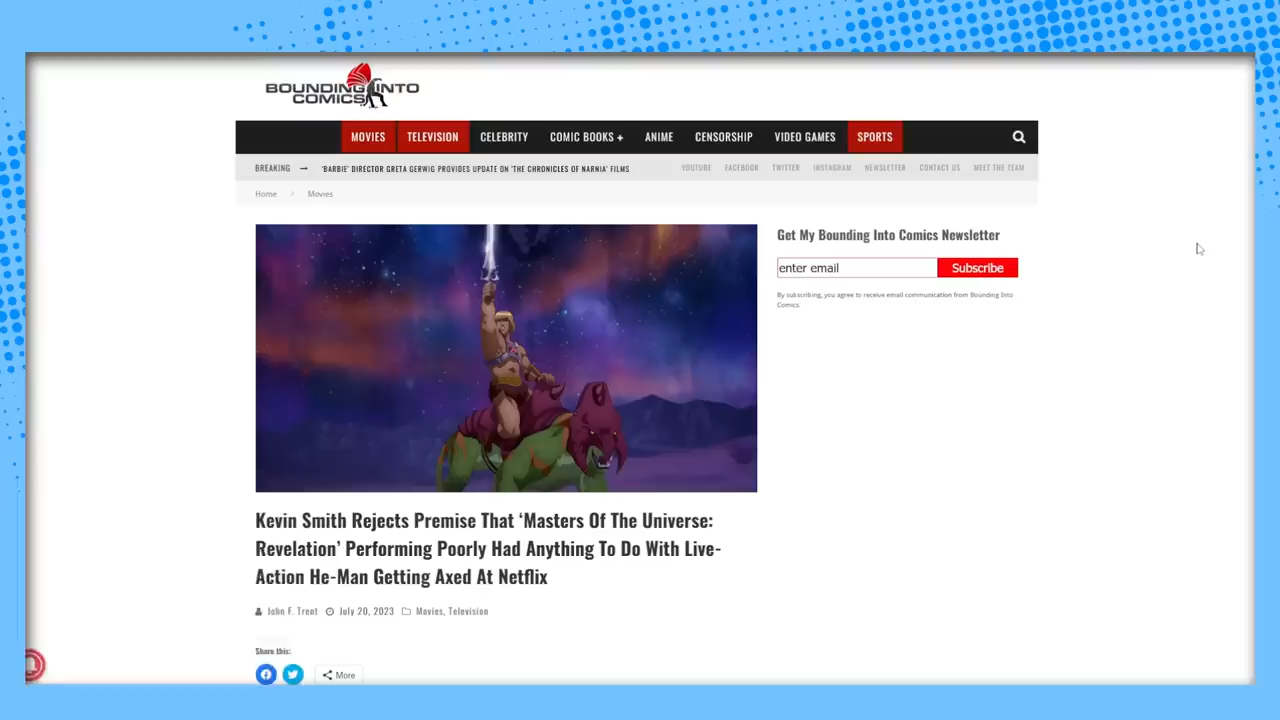 BOUNDING INTO
COMICS
MOVIES TELEVISION CELEBRITY COMIC BOOKS + ANIME CENSORSHIP VIDEO GAMES SPORTS
BREAKING → 'BARBIE' DIRECTOR GRETA GERWIG PROVIDES UPDATE ON 'THE CHRONICLES OF NARNIA' FILMS YOUTUBE FACEBOOK TWITTER INSTAGRAM NEWSLETTER CONTACT US MEET THE TEAM
Home / Movies
Get My Bounding Into Comics Newsletter
enter email Subscribe
By subscribing, you agree to receive email communication from Bounding Into
Comics.
Kevin Smith Rejects Premise That ‘Masters Of The Universe:
Revelation’ Performing Poorly Had Anything To Do With Live-
Action He-Man Getting Axed At Netflix
John F. Trent July 20, 2023 Movies, Television
Share this:
More